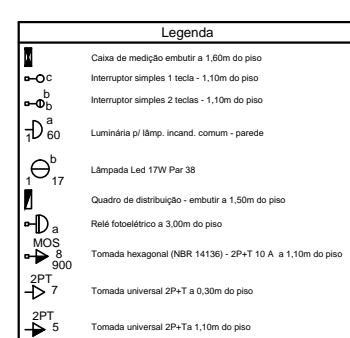 Legenda
Caixa de medição embutir a 1,60m do piso
c Interruptor simples 1 tecla - 1,10m do piso
b
b Interruptor simples 2 teclas - 1,10m do piso
a
1 60 Luminária p/ lâmp. incand. comum - parede
b
Lâmpada Led 17W Par 38
1 17
Quadro de distribuição - embutir a 1,50m do piso
a Relé fotoelétrico a 3,00m do piso
MOS
8 Tomada hexagonal (NBR 14136) - 2P+T 10 A a 1,10m do piso
900
2PT
7 Tomada universal 2P+T a 0,30m do piso
2PT
5 Tomada universal 2P+Ta 1,10m do piso